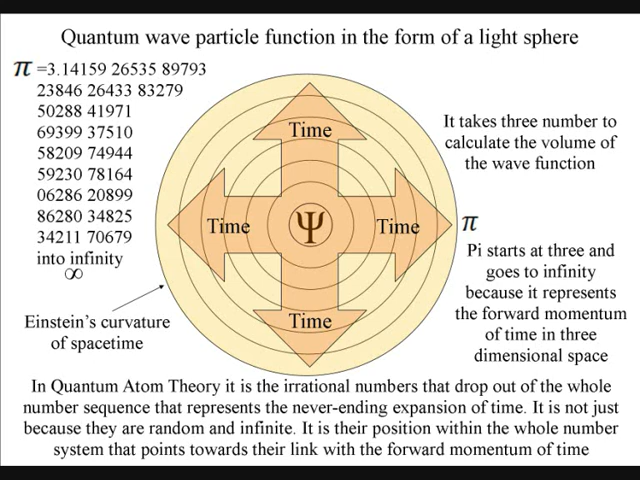 Quantum wave particle function in the form of a light sphere
π =3.14159 26535 89793
23846 26433 83279
50288 41971
69399 37510
58209 74944
59230 78164
06286 20899
86280 34825
34211 70679
into infinity
∞
Einstein's curvature
of spacetime
Time
Time
Ψ
Time
Time
It takes three number to
calculate the volume of
the wave function
π
Pi starts at three and
goes to infinity
because it represents
the forward momentum
of time in three
dimensional space
In Quantum Atom Theory it is the irrational numbers that drop out of the whole
number sequence that represents the never-ending expansion of time. It is not just
because they are random and infinite. It is their position within the whole number
system that points towards their link with the forward momentum of time